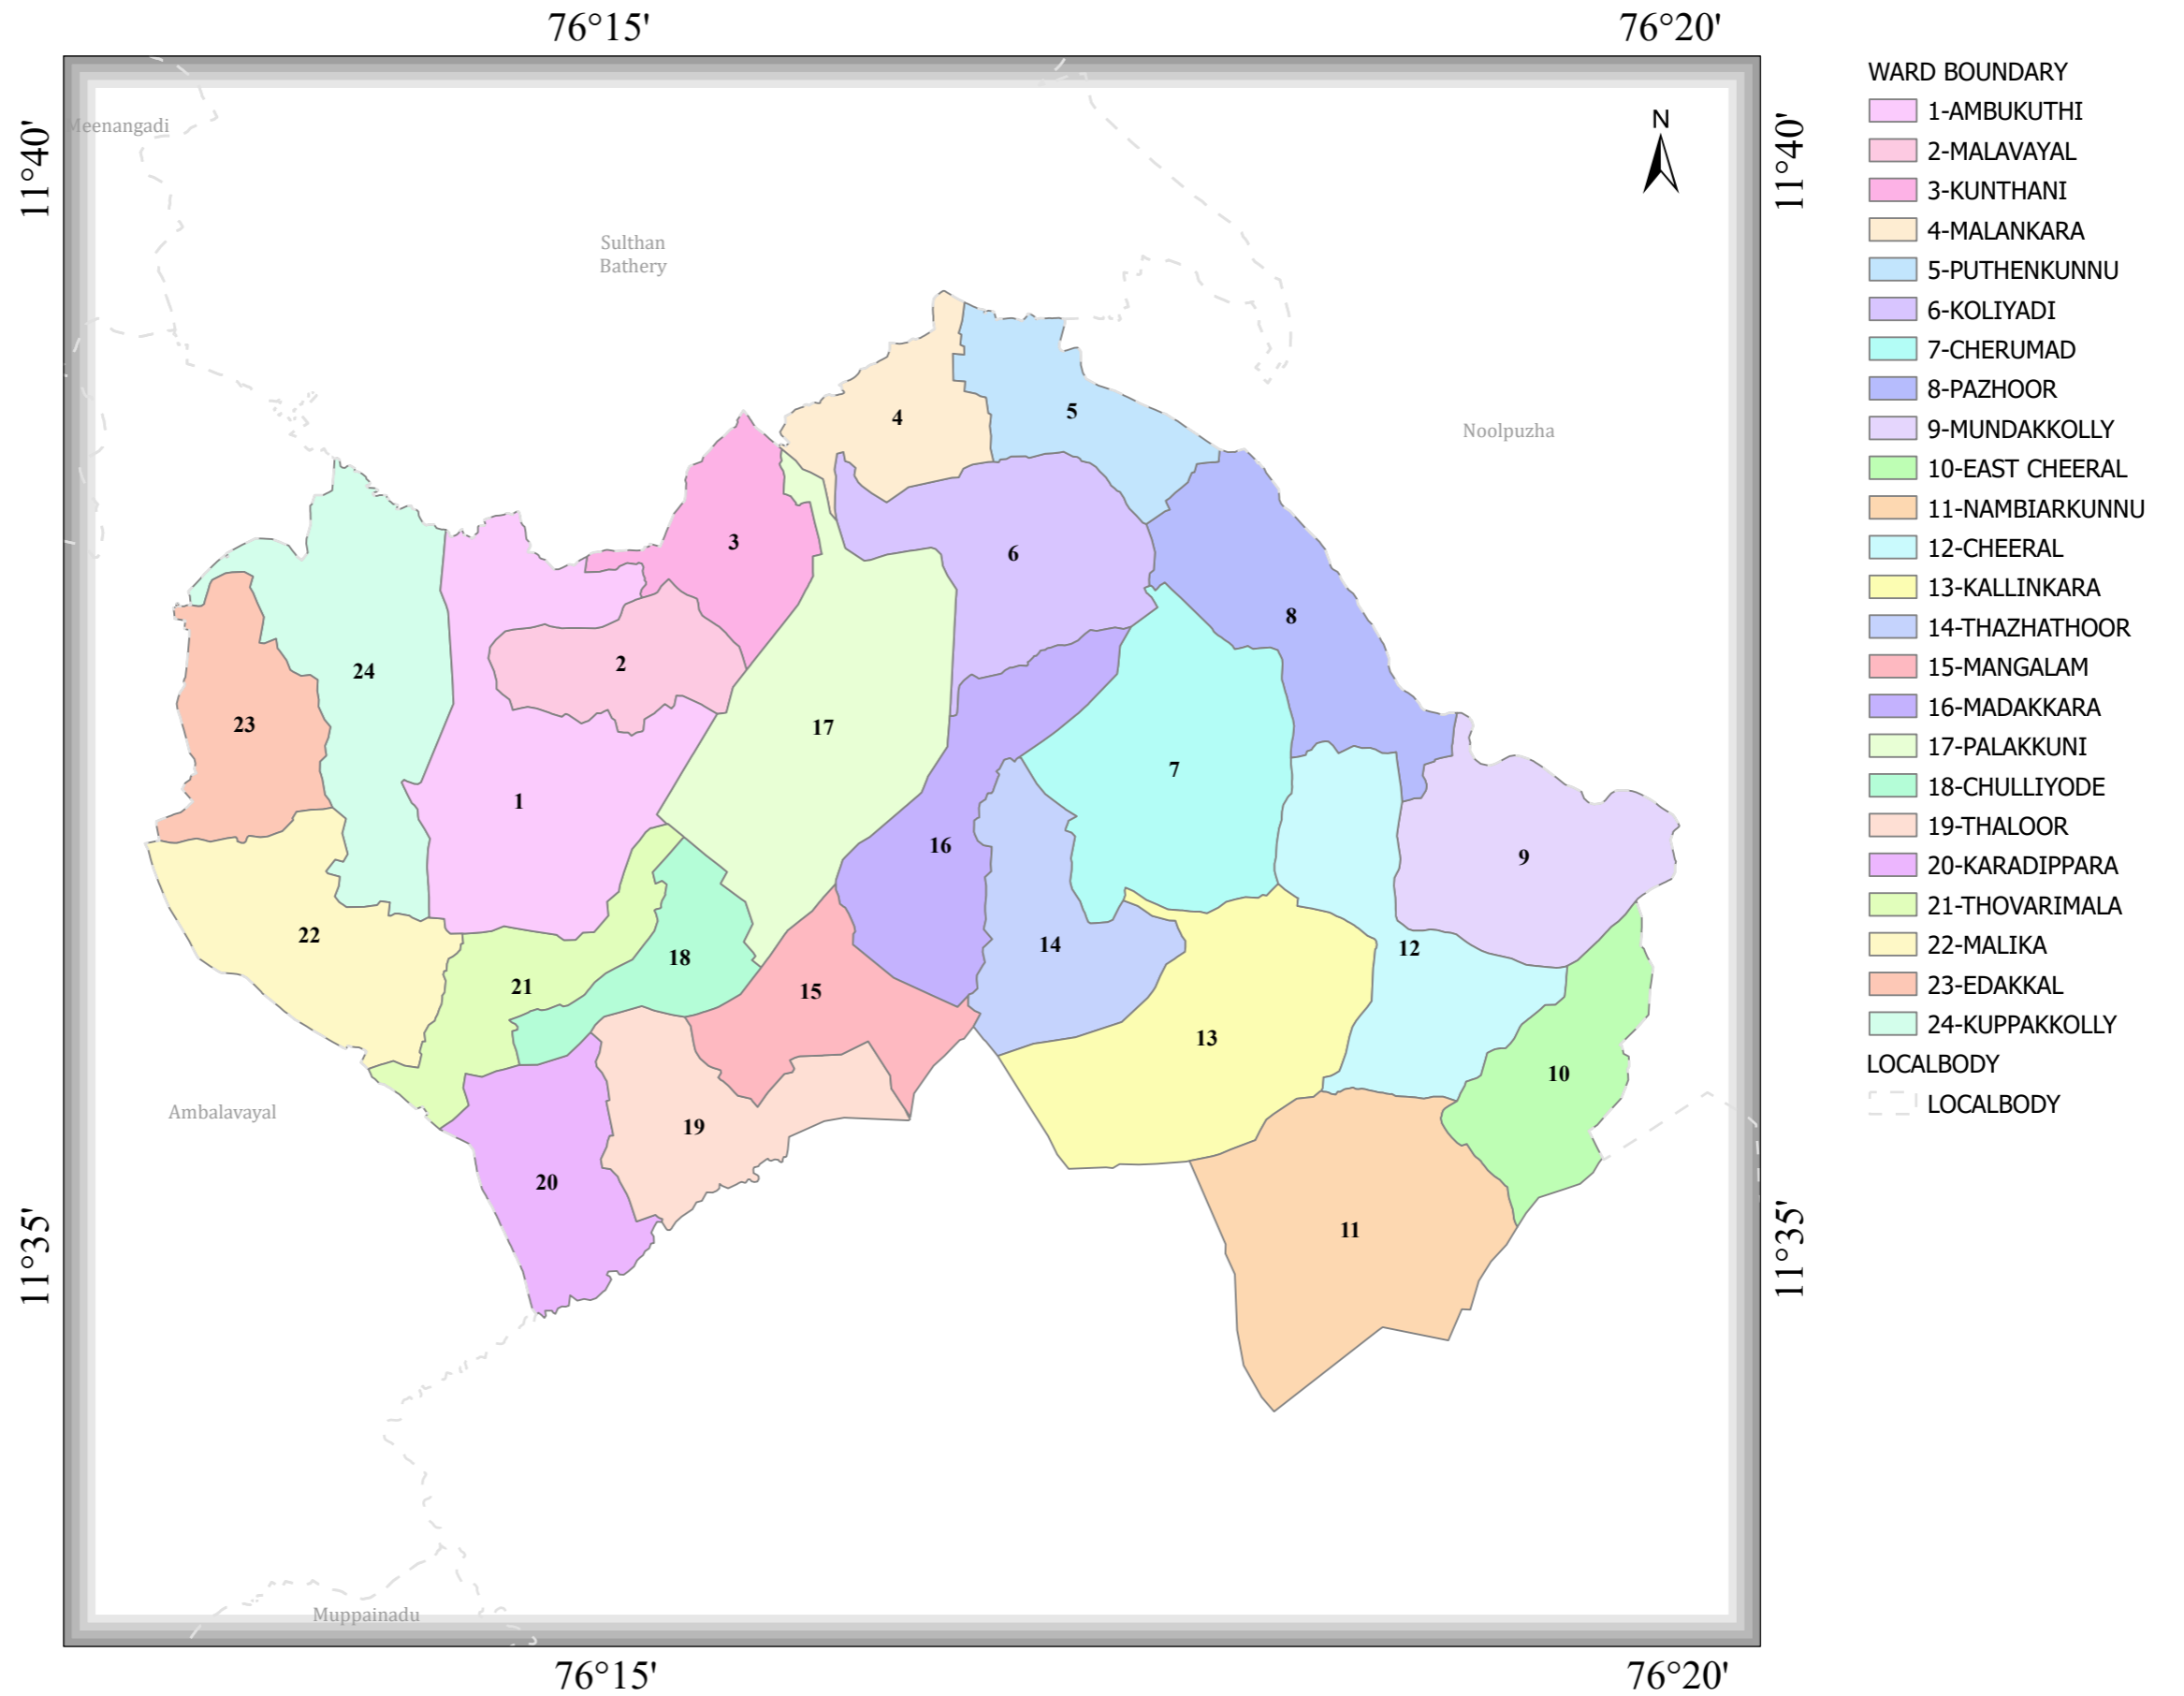 76°15'
76°20'
11°40'
11°40'
Meenangadi
N
Sulthan
Bathery
Noolpuzha
4
5
3
6
8
2
24
23
17
7
1
16
9
22
14
12
18
21
15
13
10
19
20
11
Ambalavayal
11°35'
11°35'
Muppainadu
76°15'
76°20'
WARD BOUNDARY
1-AMBUKUTHI
2-MALAVAYAL
3-KUNTHANI
4-MALANKARA
5-PUTHENKUNNU
6-KOLIYADI
7-CHERUMAD
8-PAZHOOR
9-MUNDAKKOLLY
10-EAST CHEERAL
11-NAMBIARKUNNU
12-CHEERAL
13-KALLINKARA
14-THAZHATHOOR
15-MANGALAM
16-MADAKKARA
17-PALAKKUNI
18-CHULLIYODE
19-THALOOR
20-KARADIPPARA
21-THOVARIMALA
22-MALIKA
23-EDAKKAL
24-KUPPAKKOLLY
LOCALBODY
LOCALBODY